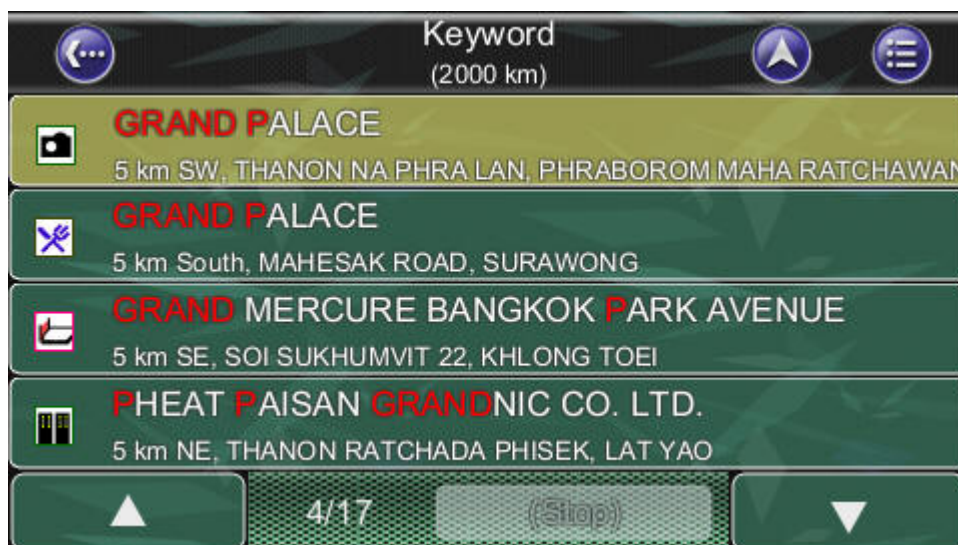 Keyword
(2000 km)
GRAND PALACE
5 km SW, THANON NA PHRA LAN, PHRABOROM MAHA RATCHAWAN
GRAND PALACE
5 km South, MAHESAK ROAD, SURAWONG
GRAND MERCURE BANGKOK PARK AVENUE
5 km SE, SOI SUKHUMVIT 22, KHLONG TOEI
PHEAT PAISAN GRANDNIC CO. LTD.
5 km NE, THANON RATCHADA PHISEK, LAT YAO
4/17 (Stop)